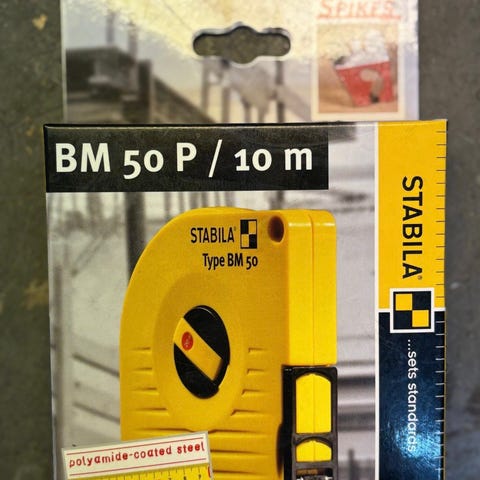 SPIKES
BM 50 P / 10 m
STABILA®
STABILA®
Type BM 50
...sets standards
polyamide-coated steel